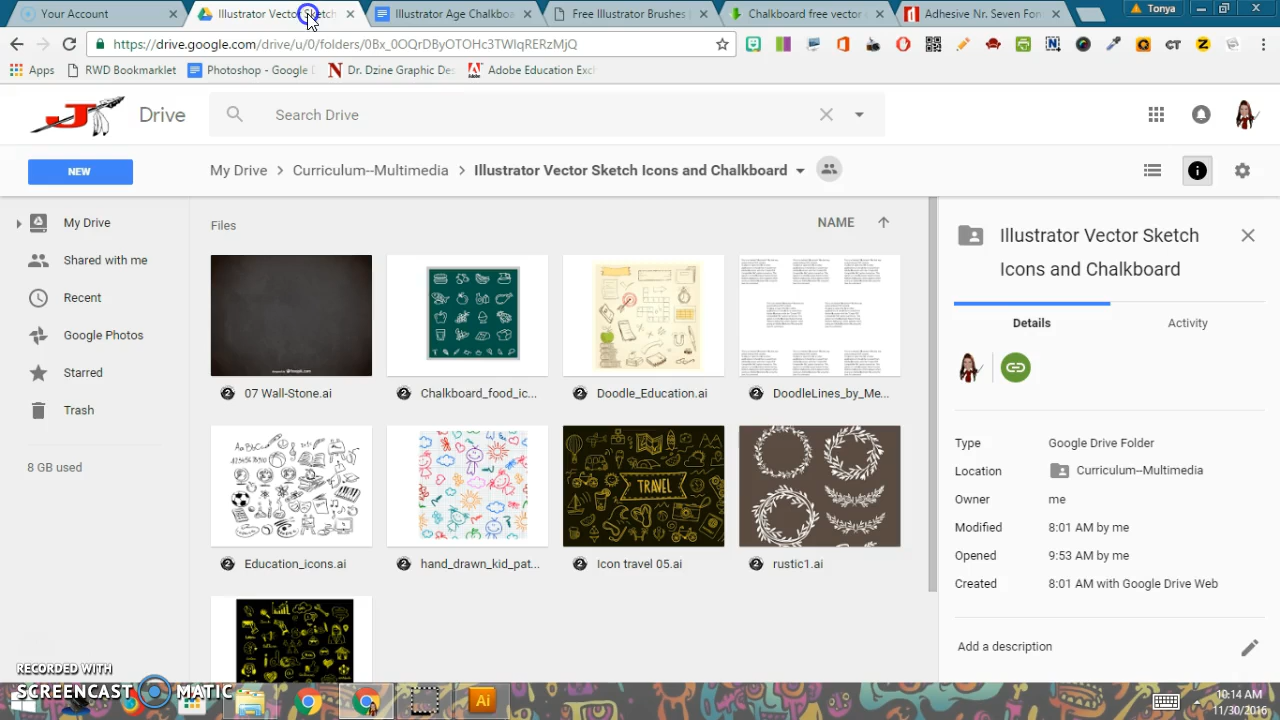 Your Account
Illustrator Vector Sketch
Illustrator Age Chalkbo
Free Illustrator Brushes
Chalkboard free vector
Adhesive Nr. Seven Fon
Tonya
https://drive.google.com/drive/u/0/folders/0Bx_0OQrDByOTOHc3TWlqRERzMjQ
Apps
RWD Bookmarklet
Photoshop - Google
Dr. Dzine Graphic Des
Adobe Education Exc
J
Drive
Search Drive
NEW
My Drive
Curriculum--Multimedia
Illustrator Vector Sketch Icons and Chalkboard
My Drive
Shared with me
Recent
Google Photos
Starred
Trash
8 GB used
Files
NAME
07 Wall-Stone.ai
Chalkboard_food_ic...
Doodle_Education.ai
DoodleLines_by_Me...
TRAVEL
Education_icons.ai
hand_drawn_kid_pat...
Icon travel 05.ai
rustic1.ai
Illustrator Vector Sketch
Icons and Chalkboard
Details
Activity
Type
Google Drive Folder
Location
Curriculum--Multimedia
Owner
me
Modified
8:01 AM by me
Opened
9:53 AM by me
Created
8:01 AM with Google Drive Web
Add a description
RECORDED WITH
SCREENCAST MATIC
Ai
10:14 AM
11/30/2016